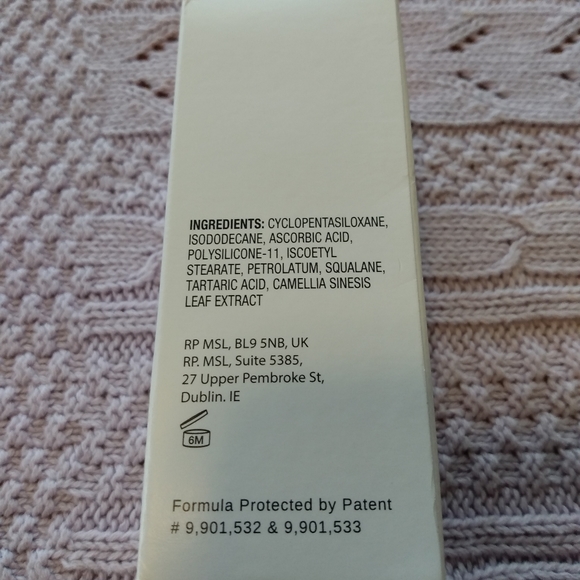 INGREDIENTS: CYCLOPENTASILOXANE,
ISODODECANE, ASCORBIC ACID,
POLYSILICONE-11, ISCOETYL
STEARATE, PETROLATUM, SQUALANE,
TARTARIC ACID, CAMELLIA SINESIS
LEAF EXTRACT
RP MSL, BL9 5NB, UK
RP. MSL, Suite 5385,
27 Upper Pembroke St,
Dublin. IE
6M
Formula Protected by Patent
# 9,901,532 & 9,901,533